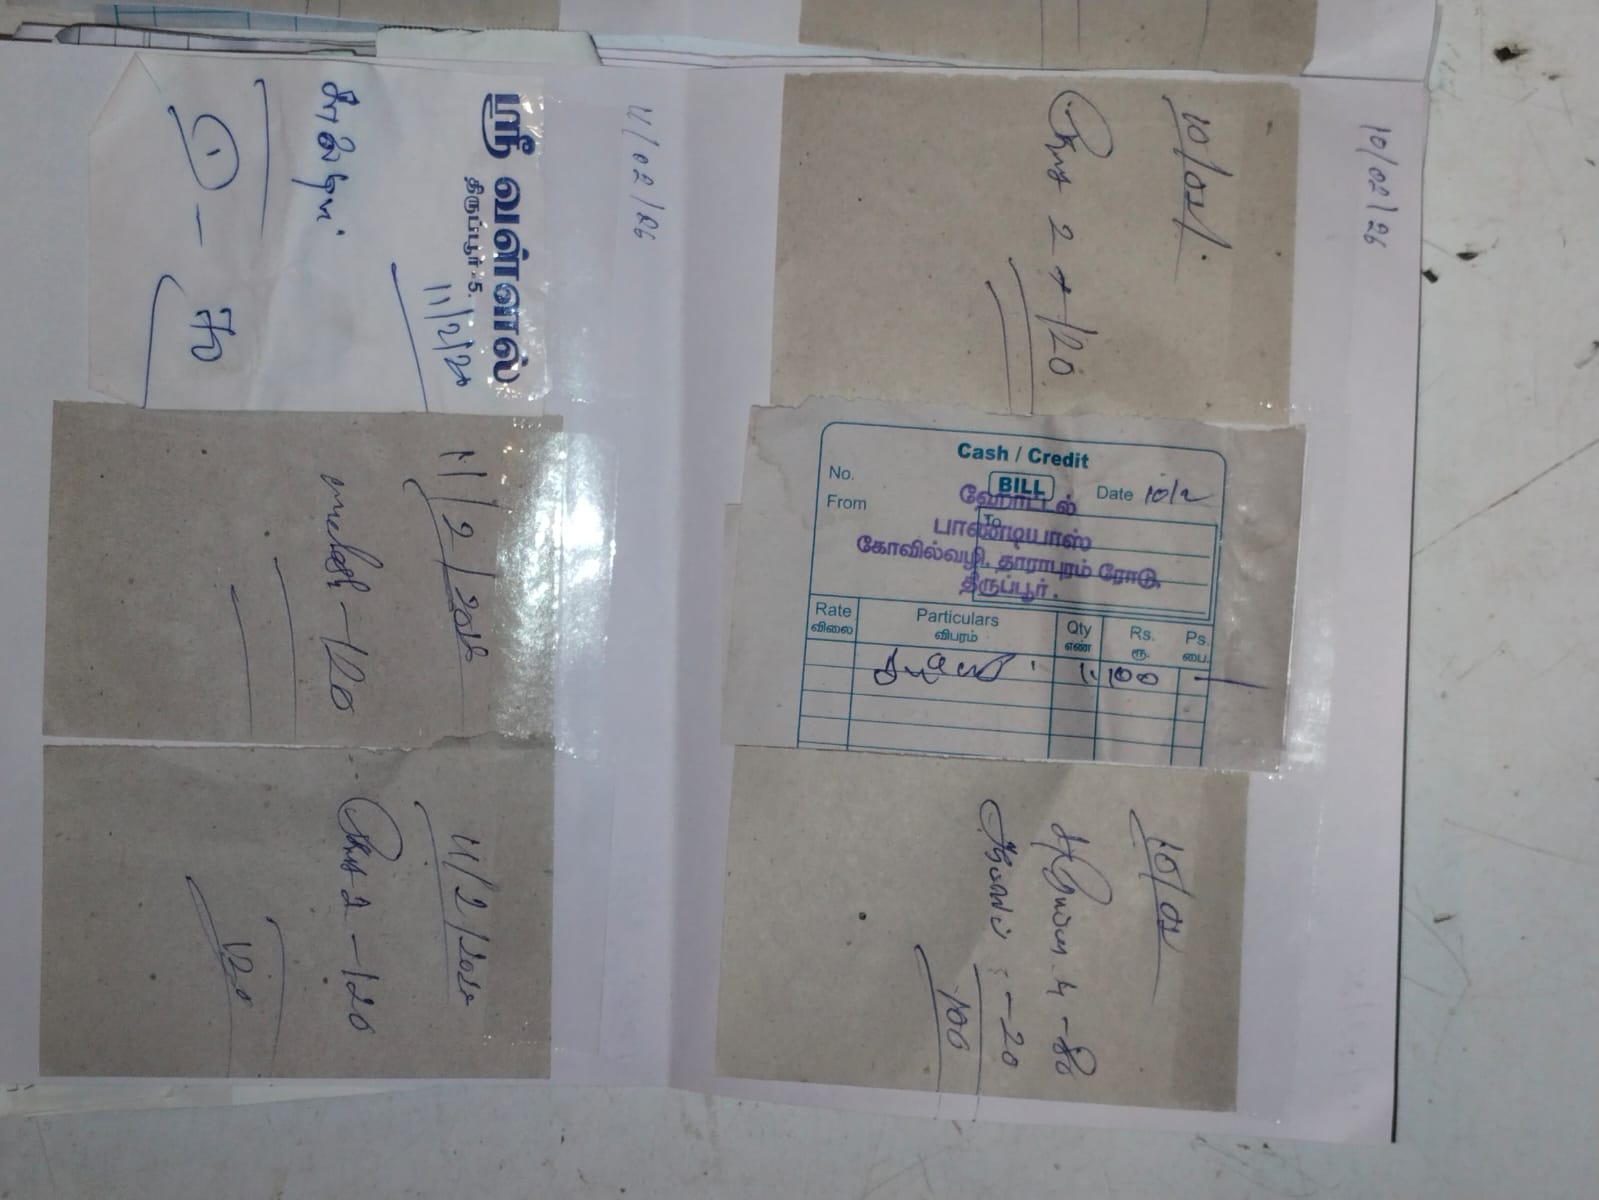 10/02/26
10/02/
2 - 120
Cash / Credit
BILL
No.
Date 10/2
From
To
ஹோட்டல்
பாண்டியாஸ்
கோவில்வழி, தாராபுரம் ரோடு,
திருப்பூர்.
Rate Particulars Qty Rs. Ps.
விலை விபரம் எண் ரூ. பை.
1 100
10/02
4 - 80
- 20
100
11/02/26
ஸ்ரீ வள்ளல்
திருப்பூர் - 5.
11/2/26
1 - 70
11/2/2026
- 120
11/2/2026
2 - 120
120